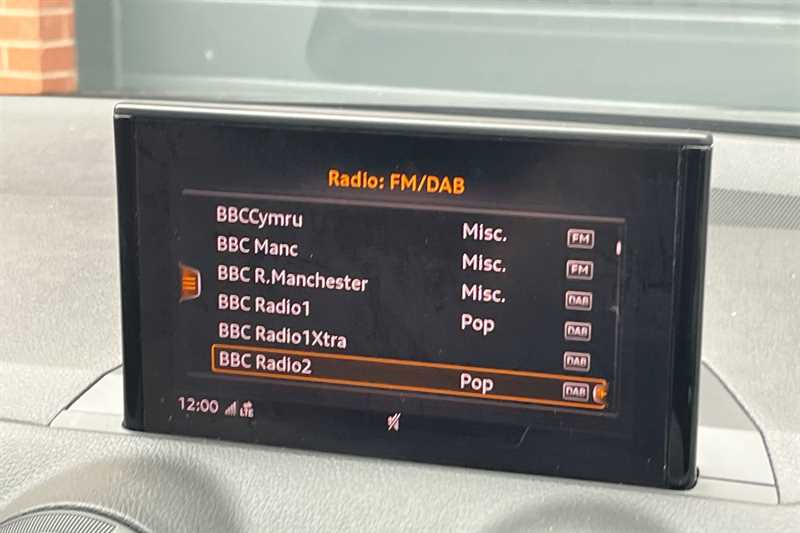 Radio: FM/DAB
BBCCymru Misc. FM
BBC Manc Misc. FM
BBC R.Manchester Misc. DAB
BBC Radio1 Pop DAB
BBC Radio1Xtra DAB
BBC Radio2 Pop DAB
12:00 LTE